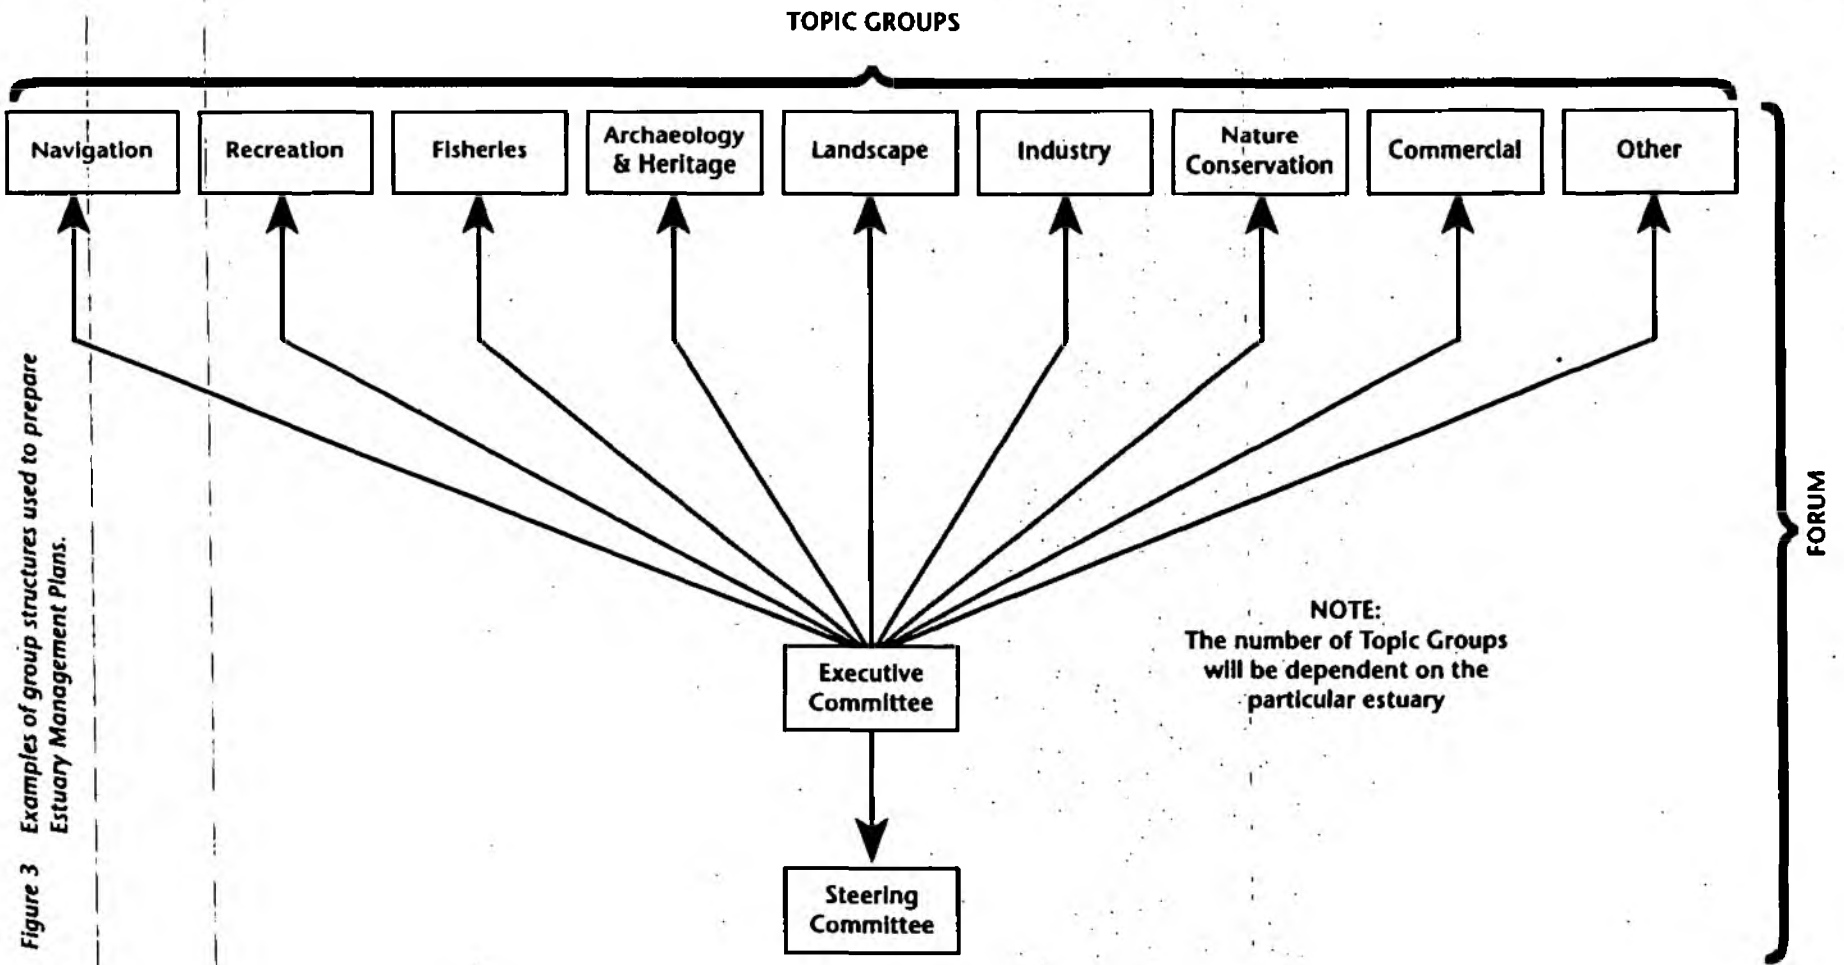 TOPIC GROUPS
Navigation
Recreation
Fisheries
Archaeology
& Heritage
Landscape
Industry
Nature
Conservation
Commercial
Other
FORUM
Executive
Committee
NOTE:
The number of Topic Groups
will be dependent on the
particular estuary
Steering
Committee
Figure 3 Examples of group structures used to prepare
Estuary Management Plans.